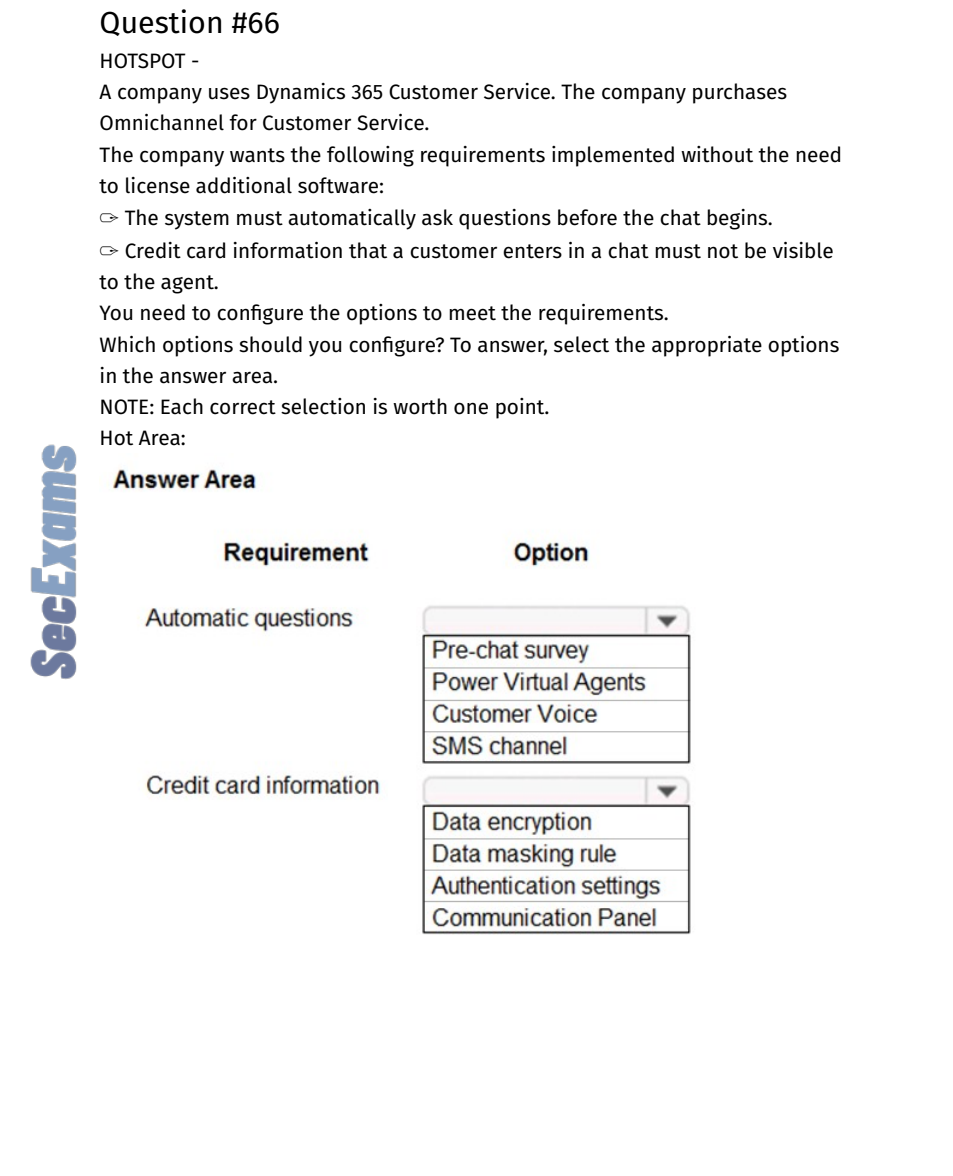 Question #66
HOTSPOT -
A company uses Dynamics 365 Customer Service. The company purchases
Omnichannel for Customer Service.
The company wants the following requirements implemented without the need
to license additional software:
✑ The system must automatically ask questions before the chat begins.
✑ Credit card information that a customer enters in a chat must not be visible
to the agent.
You need to configure the options to meet the requirements.
Which options should you configure? To answer, select the appropriate options
in the answer area.
NOTE: Each correct selection is worth one point.
Hot Area:
SecExams
Answer Area
Requirement Option
Automatic questions
Pre-chat survey
Power Virtual Agents
Customer Voice
SMS channel
Credit card information
Data encryption
Data masking rule
Authentication settings
Communication Panel